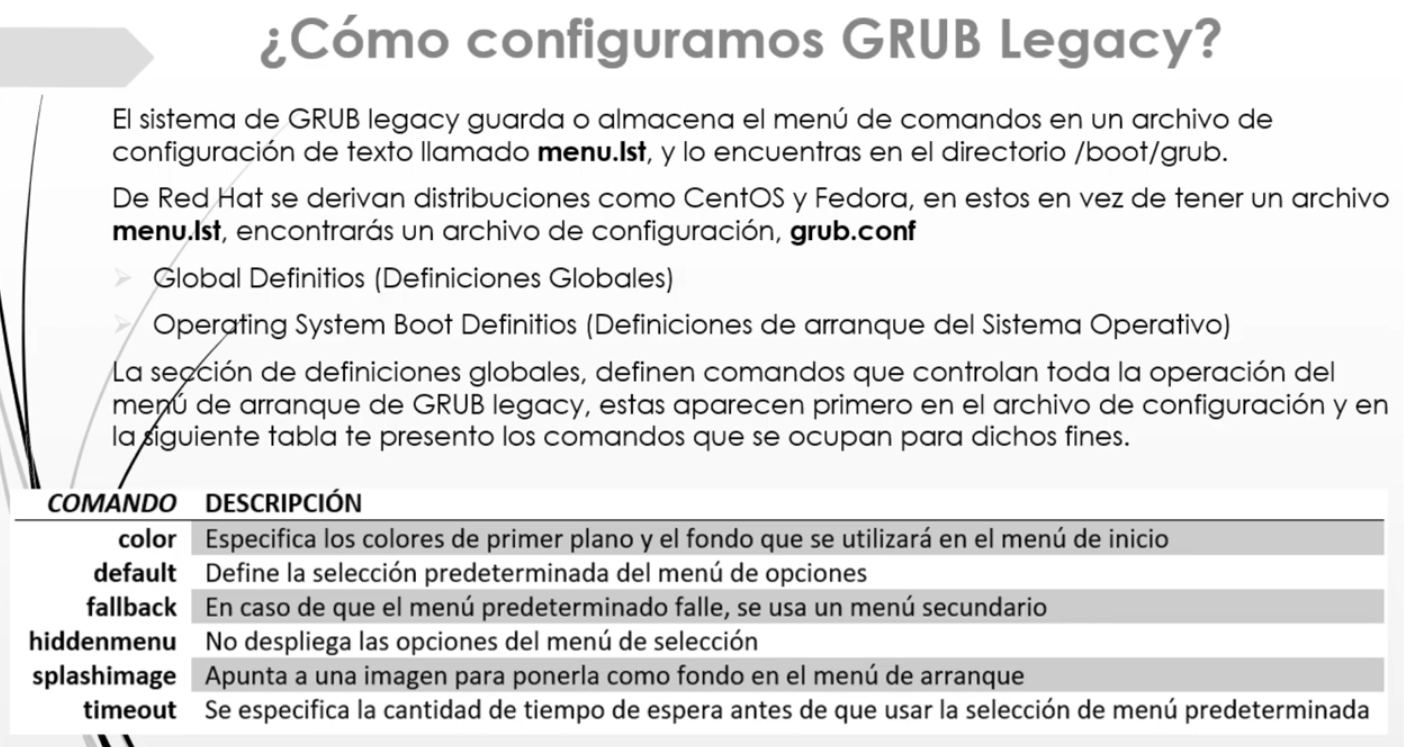 ¿Cómo configuramos GRUB Legacy?
El sistema de GRUB legacy guarda o almacena el menú de comandos en un archivo de
configuración de texto llamado menu.lst, y lo encuentras en el directorio /boot/grub.
De Red Hat se derivan distribuciones como CentOS y Fedora, en estos en vez de tener un archivo
menu.lst, encontrarás un archivo de configuración, grub.conf
Global Definitios (Definiciones Globales)
Operating System Boot Definitios (Definiciones de arranque del Sistema Operativo)
La sección de definiciones globales, definen comandos que controlan toda la operación del
menú de arranque de GRUB legacy, estas aparecen primero en el archivo de configuración y en
la siguiente tabla te presento los comandos que se ocupan para dichos fines.
COMANDO DESCRIPCIÓN
color Especifica los colores de primer plano y el fondo que se utilizará en el menú de inicio
default Define la selección predeterminada del menú de opciones
fallback En caso de que el menú predeterminado falle, se usa un menú secundario
hiddenmenu No despliega las opciones del menú de selección
splashimage Apunta a una imagen para ponerla como fondo en el menú de arranque
timeout Se especifica la cantidad de tiempo de espera antes de que usar la selección de menú predeterminada